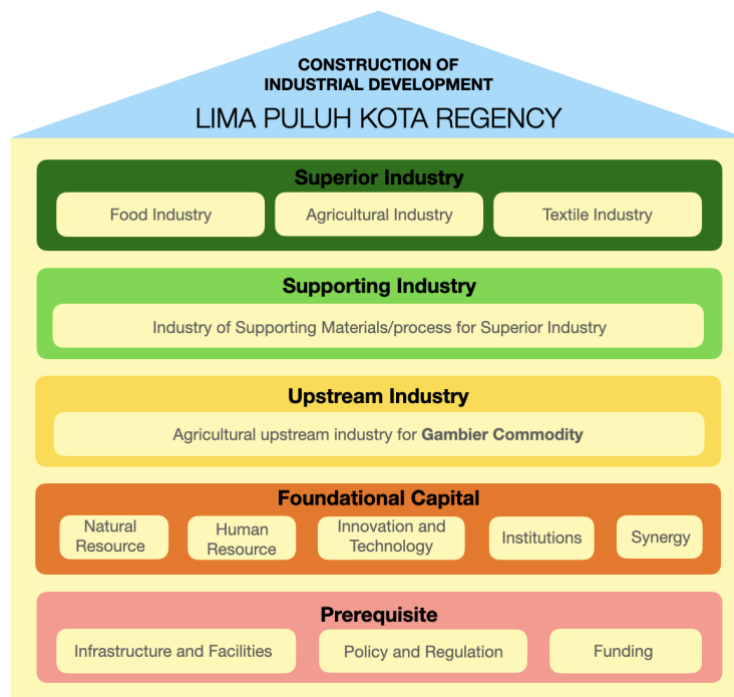 CONSTRUCTION OF
INDUSTRIAL DEVELOPMENT
LIMA PULUH KOTA REGENCY
Superior Industry
Food Industry
Agricultural Industry
Textile Industry
Supporting Industry
Industry of Supporting Materials/process for Superior Industry
Upstream Industry
Agricultural upstream industry for Gambier Commodity
Foundational Capital
Natural
Resource
Human
Resource
Innovation and
Technology
Institutions
Synergy
Prerequisite
Infrastructure and Facilities
Policy and Regulation
Funding